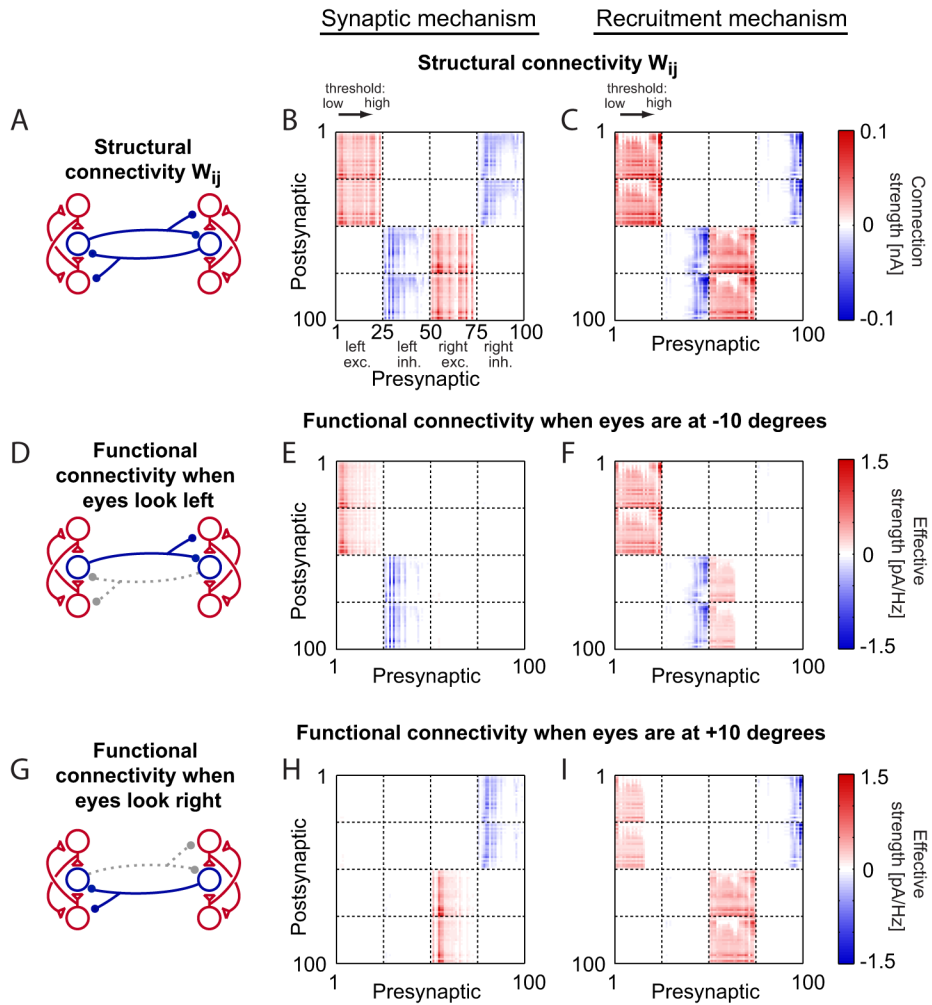 Synaptic mechanism
Recruitment mechanism
Structural connectivity W_ij
A
Structural
connectivity W_ij
B
threshold:
low
high
1
100
Postsynaptic
1
25
50
75
100
left
exc.
left
inh.
right
exc.
right
inh.
Presynaptic
C
threshold:
low
high
1
100
1
100
Presynaptic
0.1
0
-0.1
Connection
strength [nA]
Functional connectivity when eyes are at -10 degrees
D
Functional
connectivity when
eyes look left
E
1
100
Postsynaptic
1
100
Presynaptic
F
1
100
1
100
Presynaptic
1.5
0
-1.5
Effective
strength [pA/Hz]
Functional connectivity when eyes are at +10 degrees
G
Functional
connectivity when
eyes look right
H
1
100
Postsynaptic
1
100
Presynaptic
I
1
100
1
100
Presynaptic
1.5
0
-1.5
Effective
strength [pA/Hz]